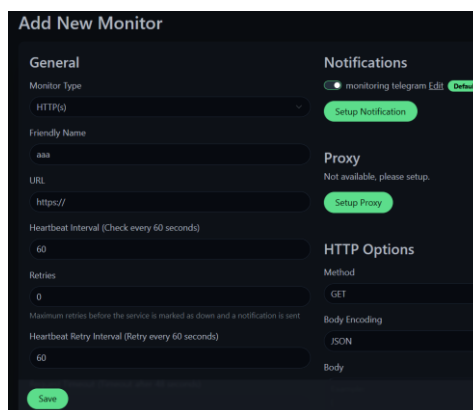 Add New Monitor
General
Monitor Type
HTTP(s)
Friendly Name
aaa
URL
https://
Heartbeat Interval (Check every 60 seconds)
60
Retries
0
Maximum retries before the service is marked as down and a notification is sent
Heartbeat Retry Interval (Retry every 60 seconds)
60
Save
Notifications
monitoring telegram Edit Defau
Setup Notification
Proxy
Not available, please setup.
Setup Proxy
HTTP Options
Method
GET
Body Encoding
JSON
Body